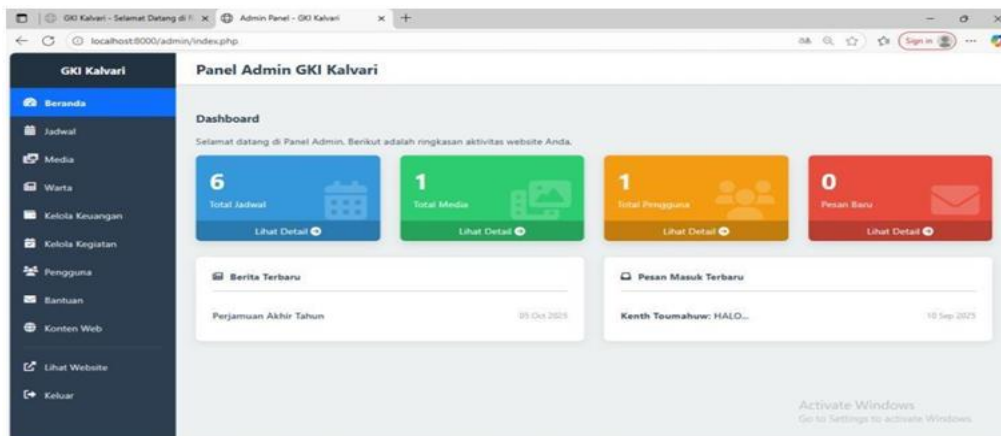 GKI Kalvari - Selamat Datang di
Admin Panel - GKI Kalvari
localhost:8000/admin/index.php
Sign in
GKI Kalvari
Panel Admin GKI Kalvari
Beranda
Jadwal
Media
Warta
Kelola Keuangan
Kelola Kegiatan
Pengguna
Bantuan
Konten Web
Lihat Website
Keluar
Dashboard
Selamat datang di Panel Admin. Berikut adalah ringkasan aktivitas website Anda.
6
Total Jadwal
Lihat Detail
1
Total Media
Lihat Detail
1
Total Pengguna
Lihat Detail
0
Pesan Baru
Lihat Detail
Berita Terbaru
Perjamuan Akhir Tahun
05 Oct 2025
Pesan Masuk Terbaru
Kenth Toumahuw: HALO...
10 Sep 2025
Activate Windows
Go to Settings to activate Windows.